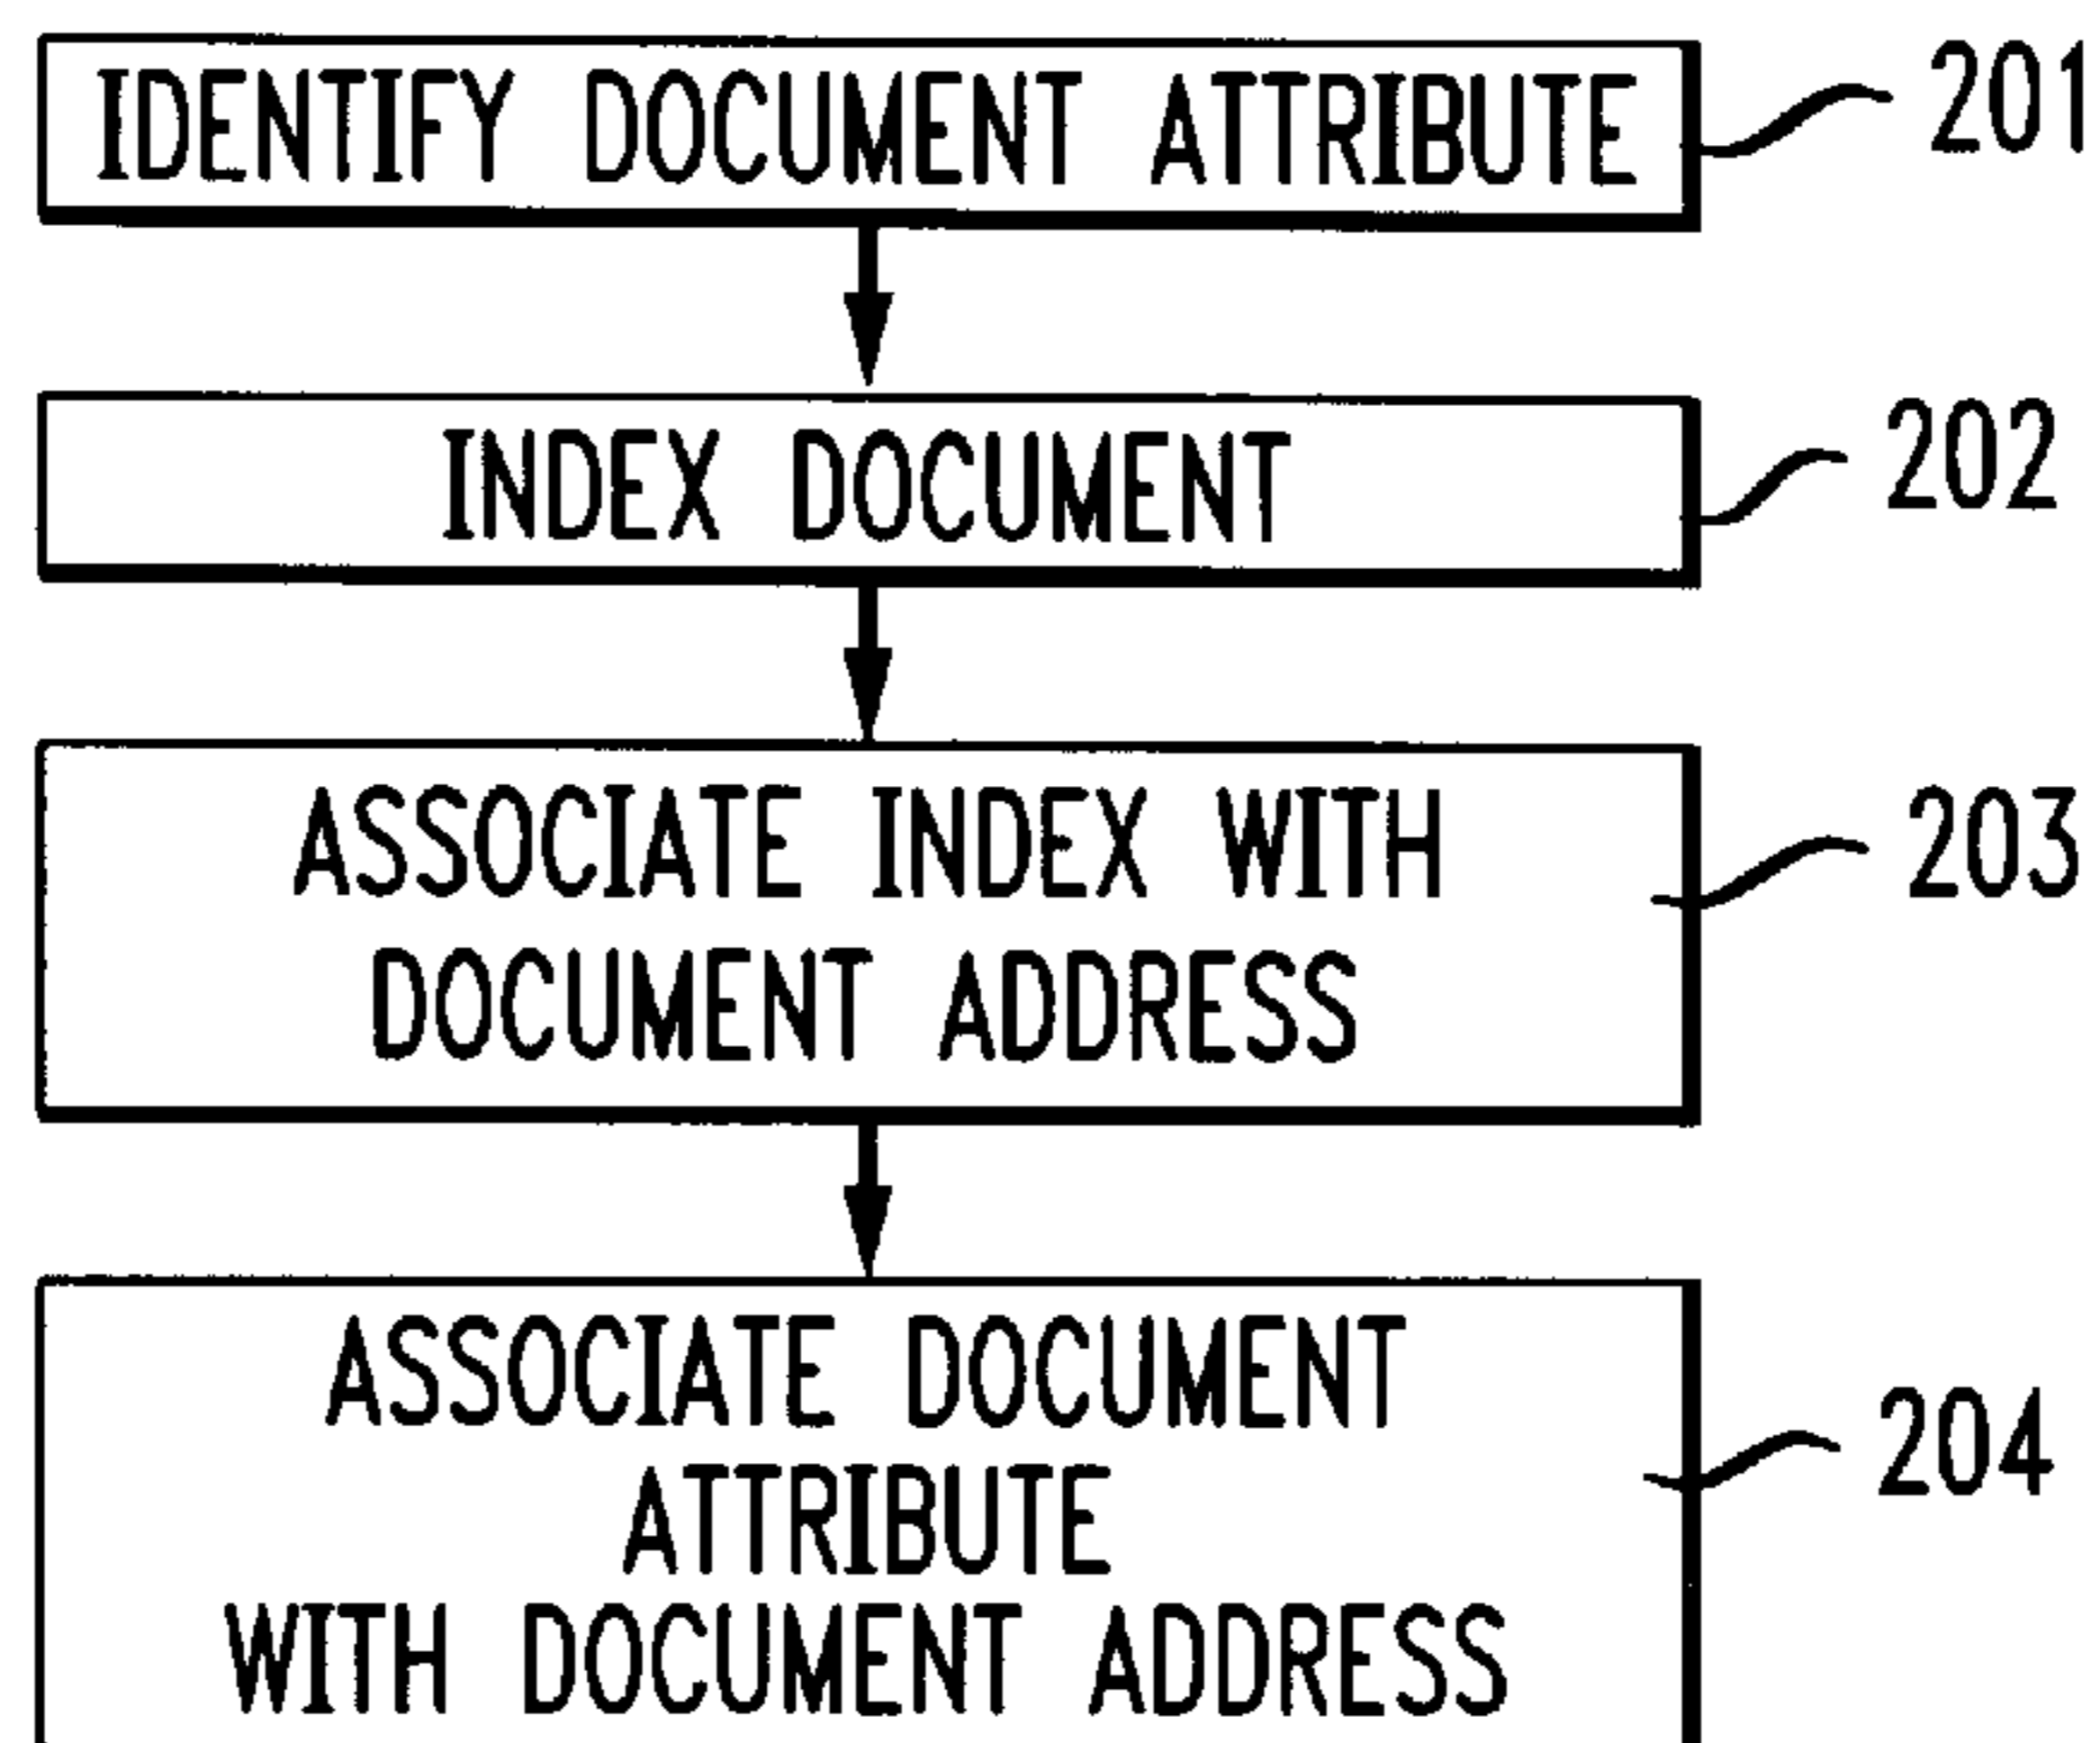 IDENTIFY DOCUMENT ATTRIBUTE
201
INDEX DOCUMENT
202
ASSOCIATE INDEX WITH
DOCUMENT ADDRESS
203
ASSOCIATE DOCUMENT
ATTRIBUTE
WITH DOCUMENT ADDRESS
204